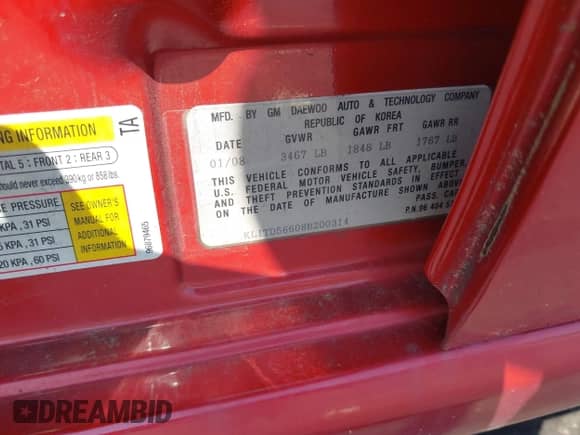 NG INFORMATION
TAL 5 : FRONT 2 : REAR 3
should never exceed 390 kg or 858 lbs.
E PRESSURE
KPA , 31 PSI
KPA , 31 PSI
20 KPA , 60 PSI
SEE OWNER'S
MANUAL FOR
ADDITIONAL
INFORMATION
TA
96879465
MFD. BY GM DAEWOO AUTO & TECHNOLOGY COMPANY
REPUBLIC OF KOREA
DATE GVWR GAWR FRT GAWR RR
01/08 3467 LB 1848 LB 1767 LB
THIS VEHICLE CONFORMS TO ALL APPLICABLE
U.S. FEDERAL MOTOR VEHICLE SAFETY, BUMPER,
AND THEFT PREVENTION STANDARDS IN EFFECT
ON THE DATE OF MANUFACTURE SHOWN ABOVE
PASS. CAR
P.N.96 494
KL1TD56608B200314
DREAMBID